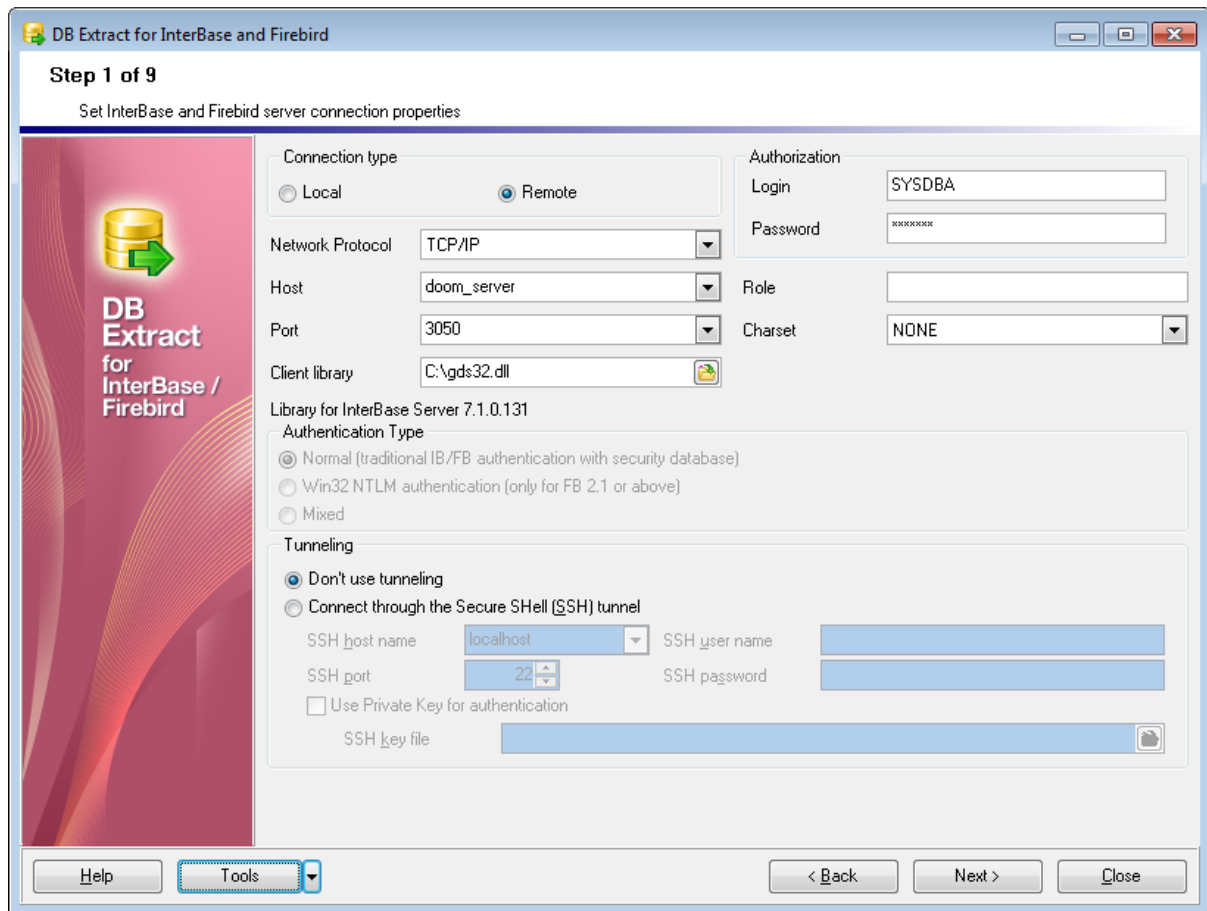 DB Extract for InterBase and Firebird
Step 1 of 9
Set InterBase and Firebird server connection properties
DB
Extract
for
InterBase /
Firebird
Connection type
Local
Remote
Authorization
Login
SYSDBA
Password
*******
Network Protocol
TCP/IP
Host
doom_server
Role
Port
3050
Charset
NONE
Client library
C:\gds32.dll
Library for InterBase Server 7.1.0.131
Authentication Type
Normal (traditional IB/FB authentication with security database)
Win32 NTLM authentication (only for FB 2.1 or above)
Mixed
Tunneling
Don't use tunneling
Connect through the Secure SHell (SSH) tunnel
SSH host name
localhost
SSH user name
SSH port
22
SSH password
Use Private Key for authentication
SSH key file
Help
Tools
< Back
Next >
Close